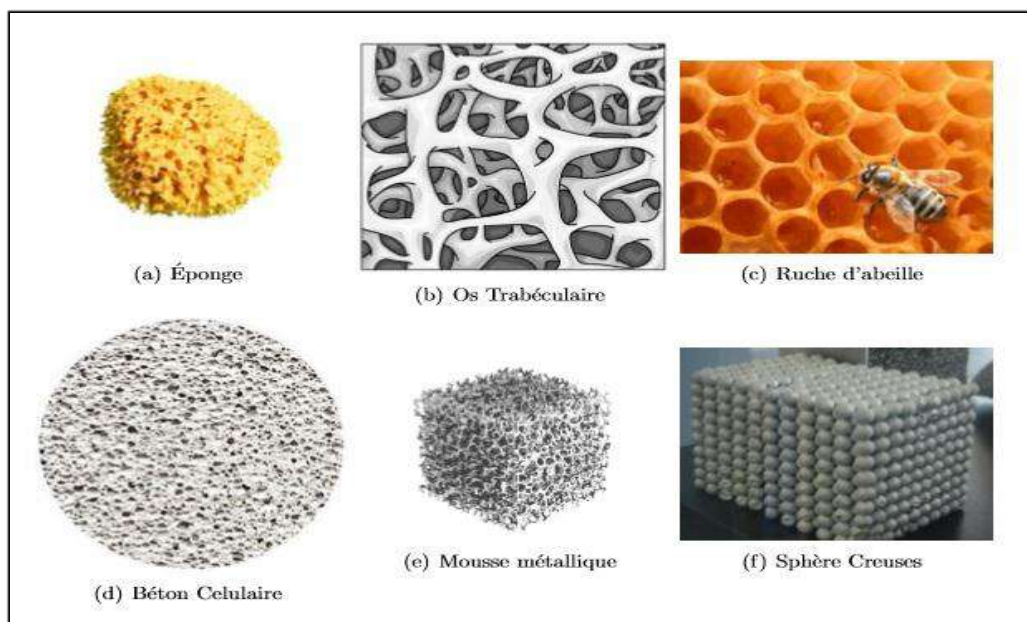 (a) Éponge
(b) Os Trabéculaire
(c) Ruche d'abeille
(d) Béton Celulaire
(e) Mousse métallique
(f) Sphère Creuses